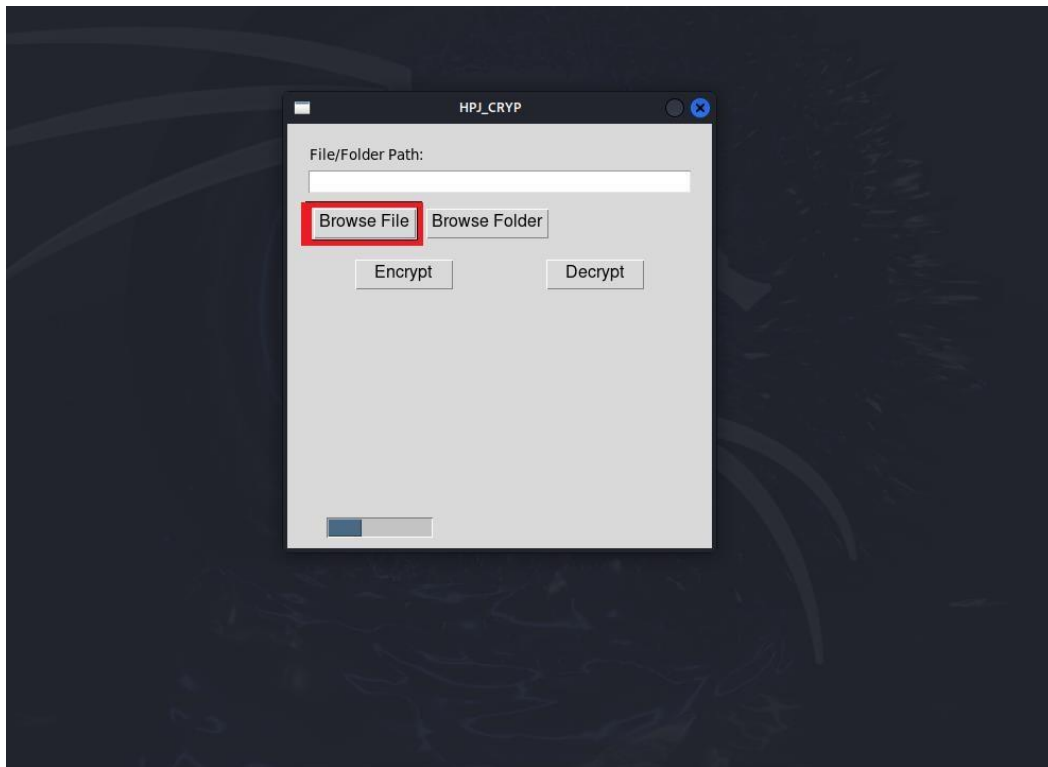 HPJ_CRYP
File/Folder Path:
Browse File Browse Folder
Encrypt Decrypt